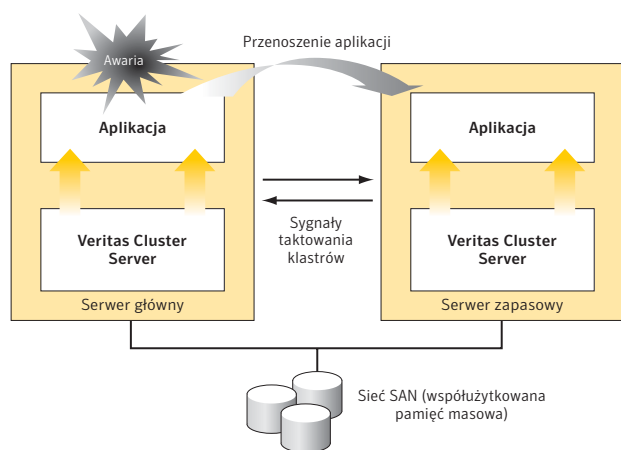 Awaria
Przenoszenie aplikacji
Aplikacja
Aplikacja
Sygnały
taktowania
klastrów
Veritas Cluster
Server
Veritas Cluster
Server
Serwer główny
Serwer zapasowy
Sieć SAN (współużytkowana
pamięć masowa)